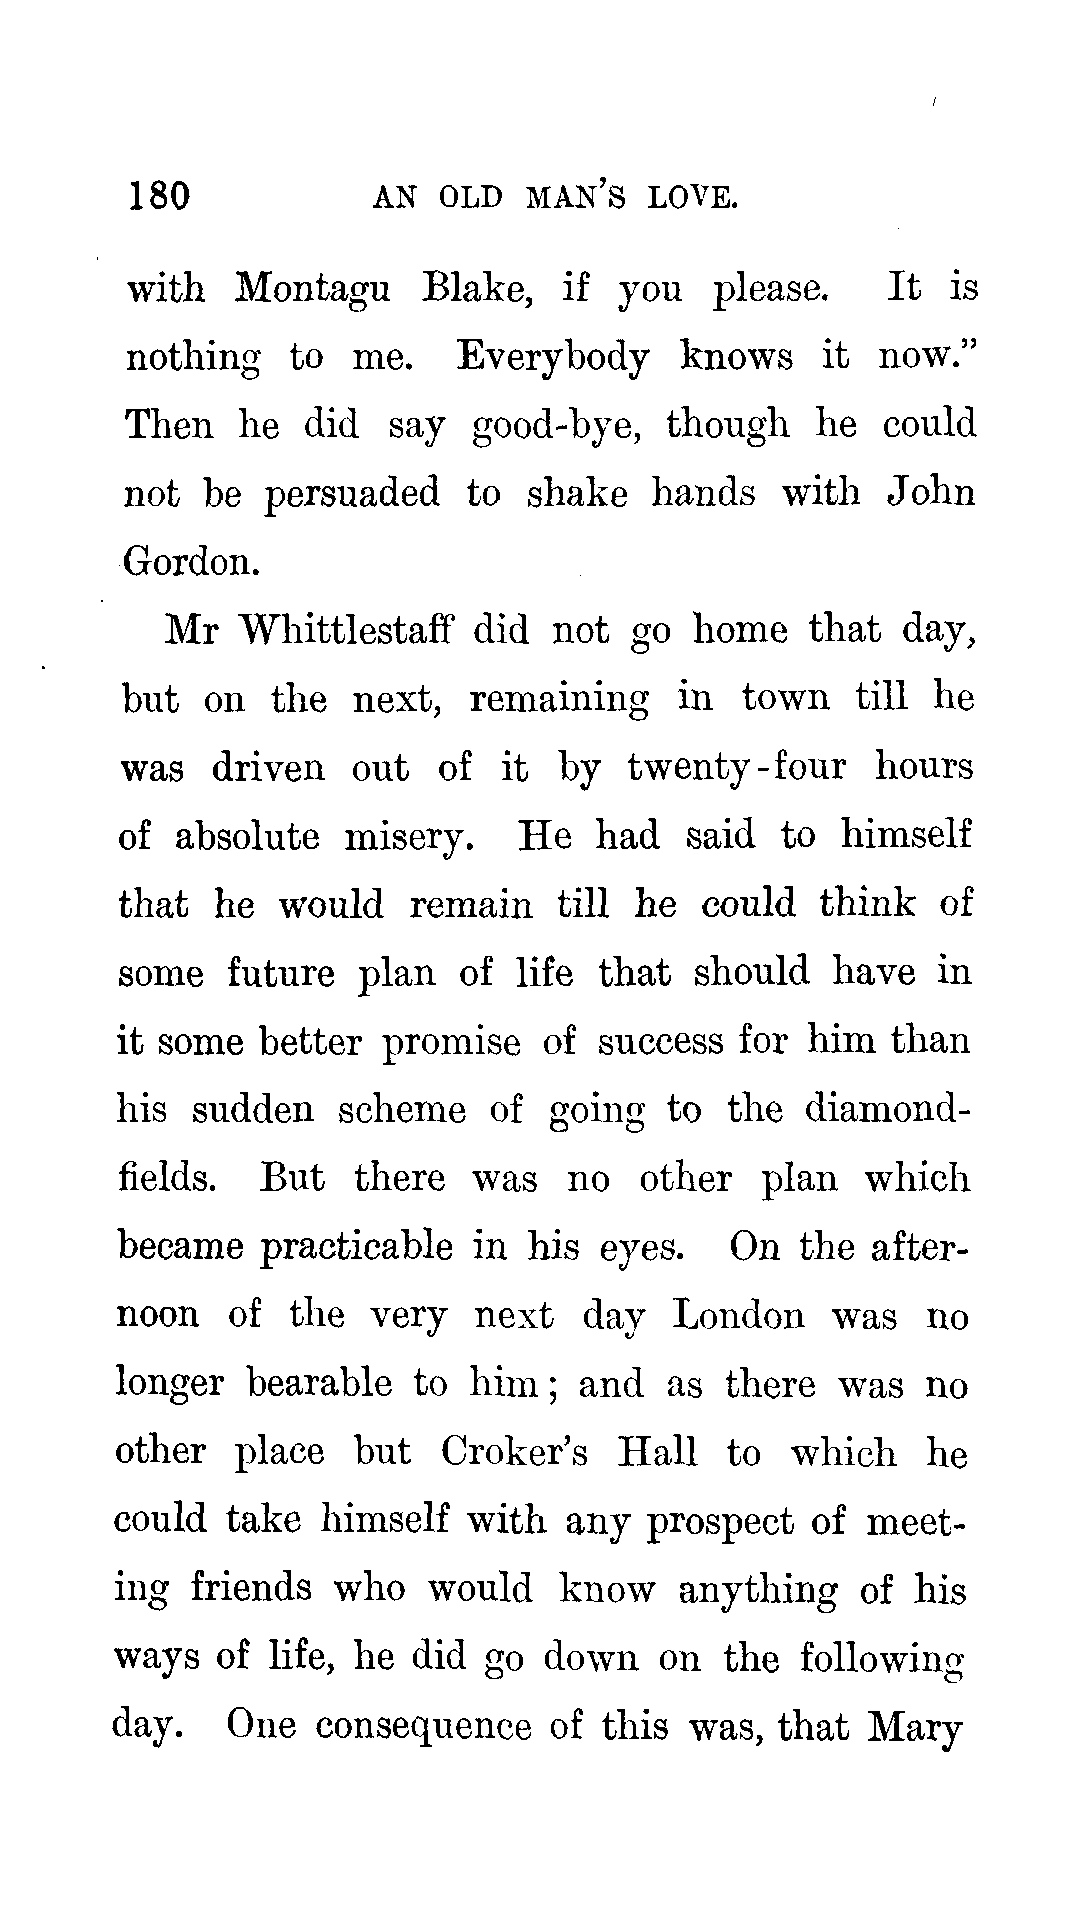 180 AN OLD MAN'S LOVE.
with Montagu Blake, if you please. It is
nothing to me. Everybody knows it now.”
Then he did say good-bye, though he could
not be persuaded to shake hands with John
Gordon.
Mr Whittlestaff did not go home that day,
but on the next, remaining in town till he
was driven out of it by twenty-four hours
of absolute misery. He had said to himself
that he would remain till he could think of
some future plan of life that should have in
it some better promise of success for him than
his sudden scheme of going to the diamond-
fields. But there was no other plan which
became practicable in his eyes. On the after-
noon of the very next day London was no
longer bearable to him; and as there was no
other place but Croker's Hall to which he
could take himself with any prospect of meet-
ing friends who would know anything of his
ways of life, he did go down on the following
day. One consequence of this was, that Mary